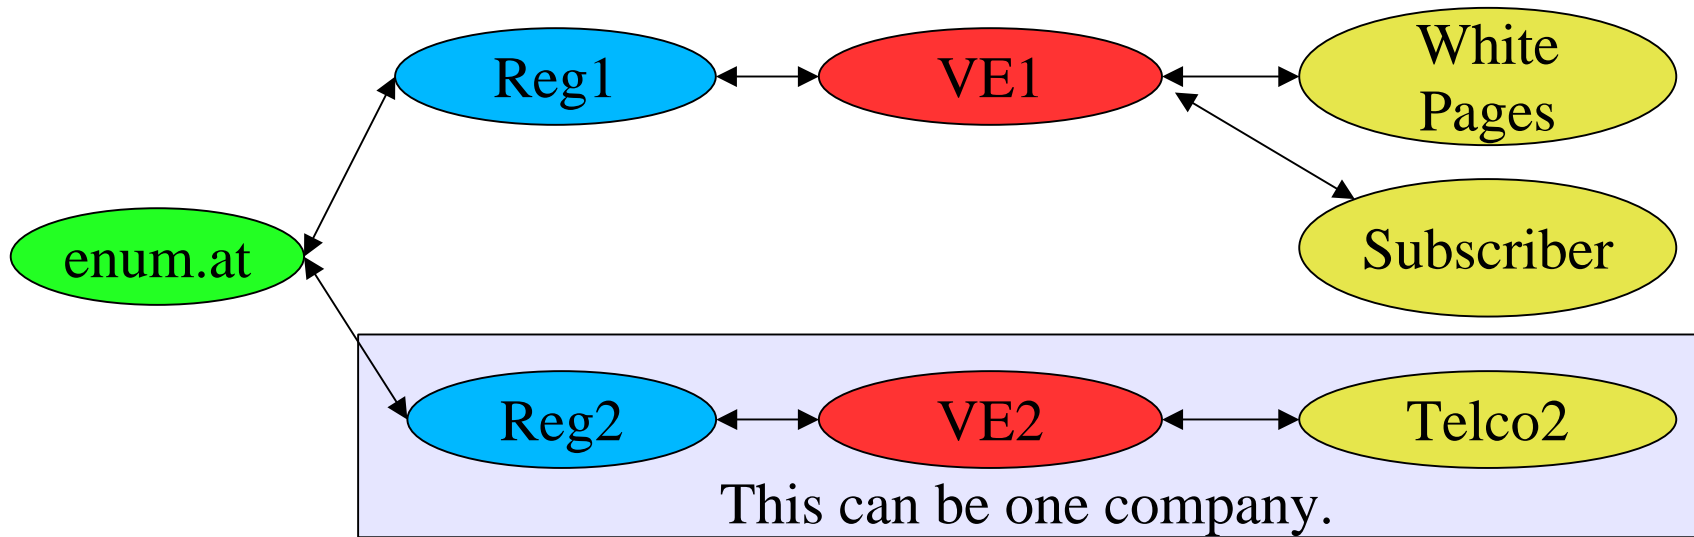 Reg1
VE1
White
Pages
enum.at
Subscriber
Reg2
VE2
Telco2
This can be one company.